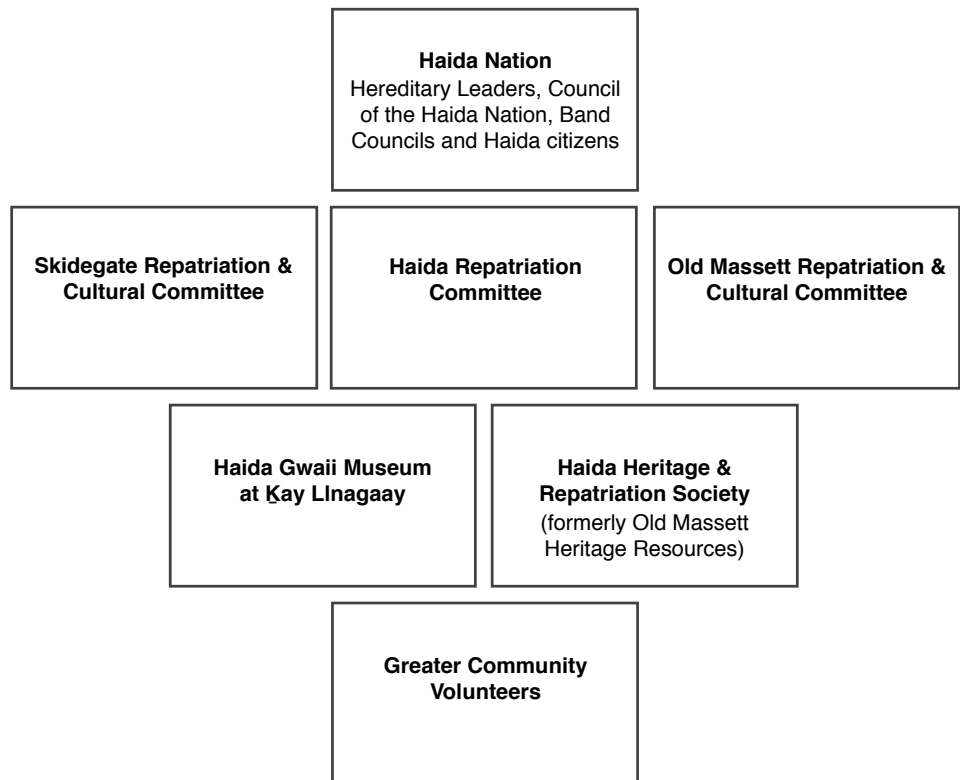 Haida Nation
Hereditary Leaders, Council
of the Haida Nation, Band
Councils and Haida citizens
Skidegate Repatriation &
Cultural Committee
Haida Repatriation
Committee
Old Massett Repatriation &
Cultural Committee
Haida Gwaii Museum
at Ḵay Llnagaay
Haida Heritage &
Repatriation Society
(formerly Old Massett
Heritage Resources)
Greater Community
Volunteers